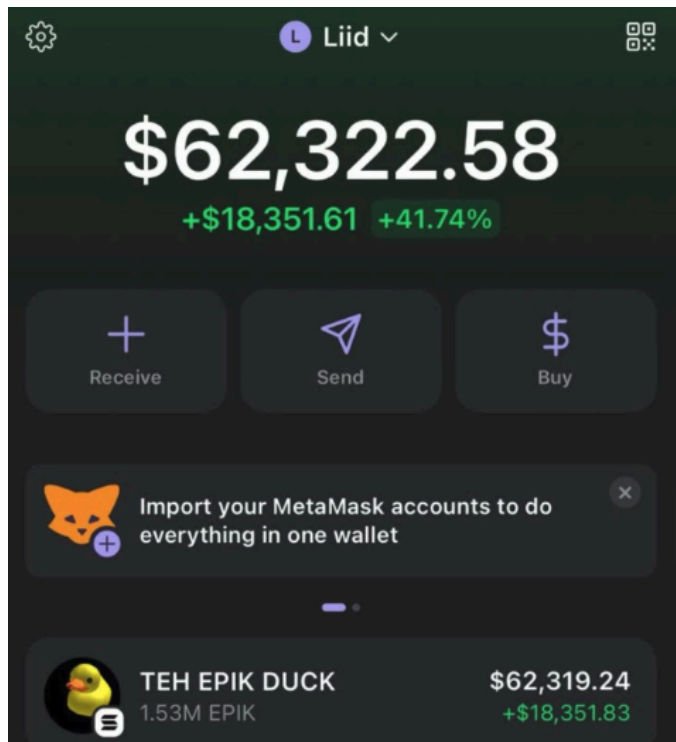 L Liid
$62,322.58
+$18,351.61 +41.74%
Receive Send Buy
Import your MetaMask accounts to do
everything in one wallet
TEH EPIK DUCK $62,319.24
1.53M EPIK +$18,351.83